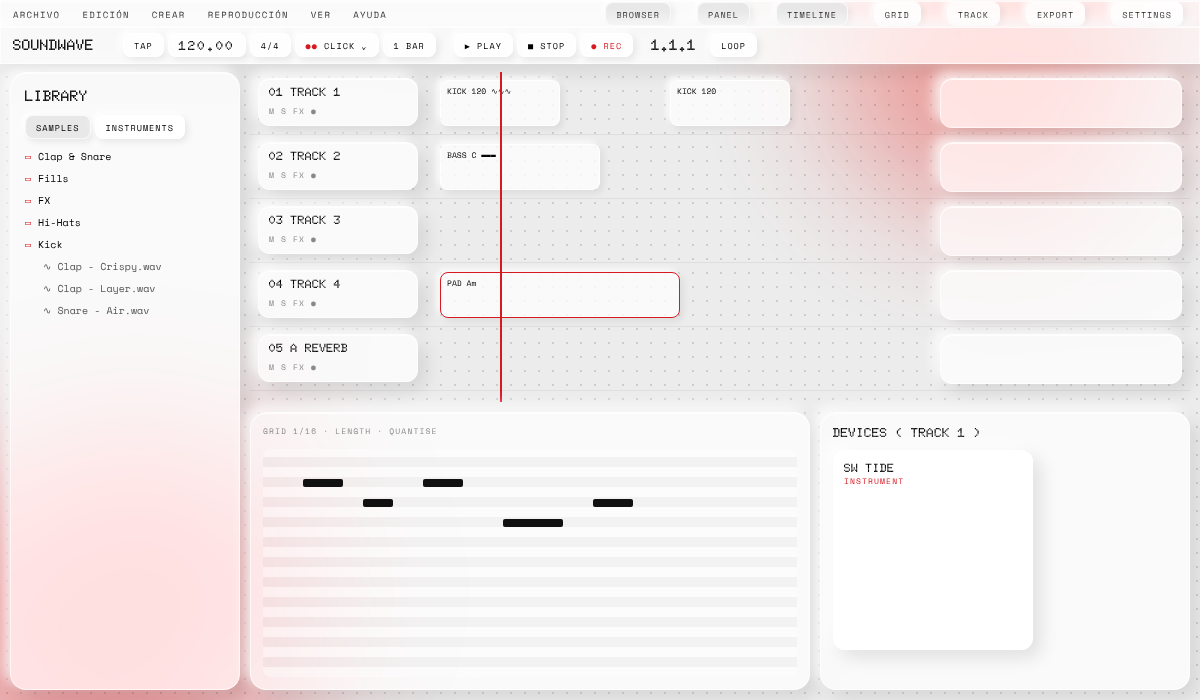 ARCHIVO EDICIÓN CREAR REPRODUCCIÓN VER AYUDA BROWSER PANEL TIMELINE GRID TRACK EXPORT SETTINGS
SOUNDWAVE TAP 120.00 4/4 CLICK 1 BAR PLAY STOP REC 1.1.1 LOOP
LIBRARY
SAMPLES INSTRUMENTS
Clap & Snare
Fills
FX
Hi-Hats
Kick
Clap - Crispy.wav
Clap - Layer.wav
Snare - Air.wav
01 TRACK 1
M S FX
KICK 120
KICK 120
02 TRACK 2
M S FX
BASS C
03 TRACK 3
M S FX
04 TRACK 4
M S FX
PAD Am
05 A REVERB
M S FX
GRID 1/16 · LENGTH · QUANTISE
DEVICES ( TRACK 1 )
SW TIDE
INSTRUMENT